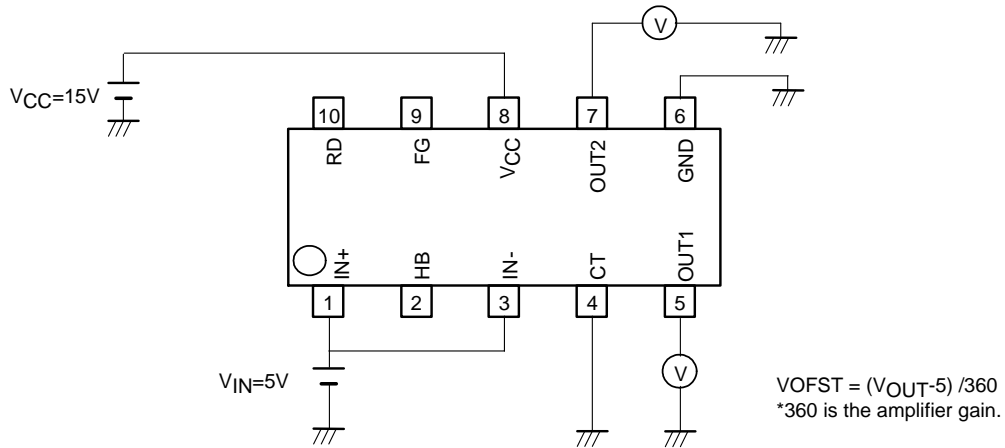 V
VCC=15V
10 9 8 7 6
RD FG VCC OUT2 GND
IN+ HB IN- CT OUT1
1 2 3 4 5
VIN=5V
V
VOFST = (VOUT-5) /360
*360 is the amplifier gain.